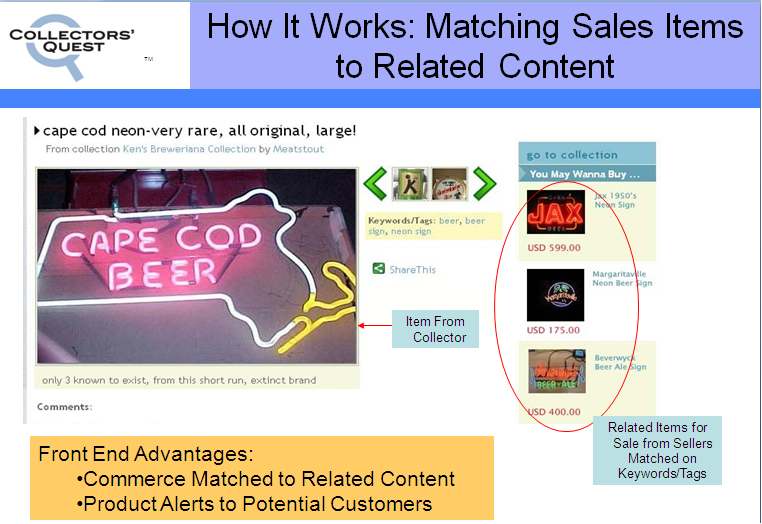 COLLECTORS'
QUEST
TM
How It Works: Matching Sales Items
to Related Content
cape cod neon-very rare, all original, large!
From collection Ken's Breweriana Collection by Meatstout
CAPE COD
BEER
only 3 known to exist, from this short run, extinct brand
Comments:
Keywords/Tags: beer, beer
sign, neon sign
ShareThis
Item From
Collector
go to collection
You May Wanna Buy ...
JAX
BEER
Jax 1950's
Neon Sign
USD 599.00
Margaritaville
Margaritaville
Neon Beer Sign
USD 175.00
BEER-ALE
Beverwyck
Beer Ale Sign
USD 400.00
Related Items for
Sale from Sellers
Matched on
Keywords/Tags
Front End Advantages:
•Commerce Matched to Related Content
•Product Alerts to Potential Customers